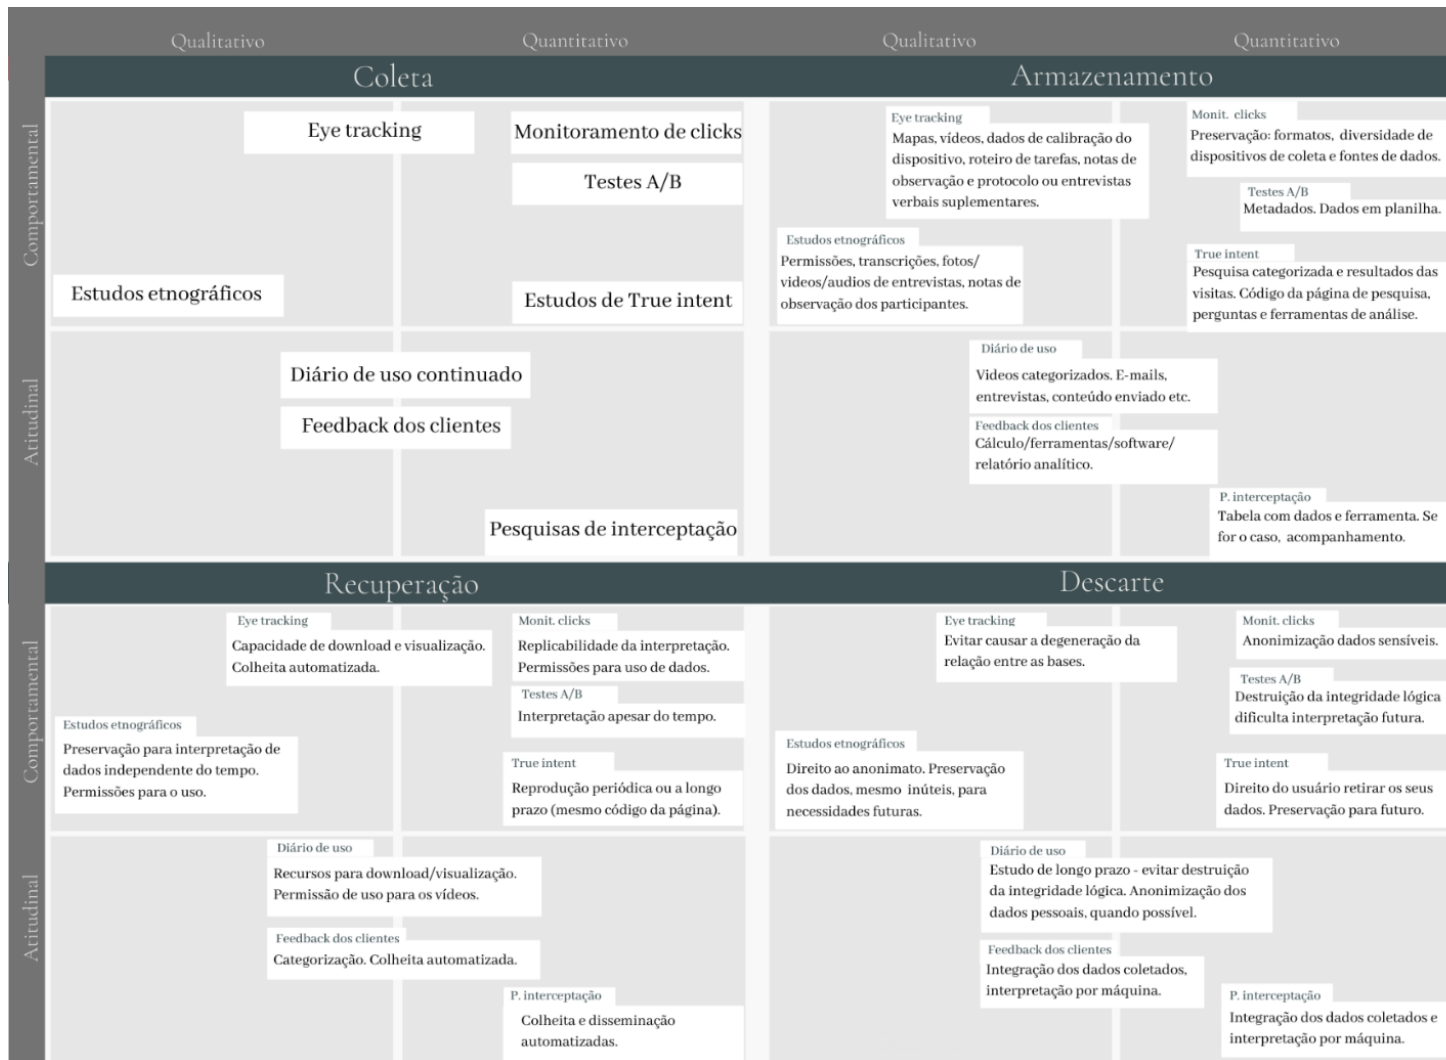 Qualitativo
Quantitativo
Qualitativo
Quantitativo
Coleta
Armazenamento
Comportamental
Eye tracking
Monitoramento de clicks
Testes A/B
Estudos etnográficos
Estudos de True intent
Eye tracking
Mapas, vídeos, dados de calibração do
dispositivo, roteiro de tarefas, notas de
observação e protocolo ou entrevistas
verbais suplementares.
Monit. clicks
Preservação: formatos, diversidade de
dispositivos de coleta e fontes de dados.
Testes A/B
Metadados. Dados em planilha.
Estudos etnográficos
Permissões, transcrições, fotos/
videos/audios de entrevistas, notas de
observação dos participantes.
True intent
Pesquisa categorizada e resultados das
visitas. Código da página de pesquisa,
perguntas e ferramentas de análise.
Atitudinal
Diário de uso continuado
Feedback dos clientes
Pesquisas de interceptação
Diário de uso
Videos categorizados. E-mails,
entrevistas, conteúdo enviado etc.
Feedback dos clientes
Cálculo/ferramentas/software/
relatório analítico.
P. interceptação
Tabela com dados e ferramenta. Se
for o caso, acompanhamento.
Recuperação
Descarte
Comportamental
Eye tracking
Capacidade de download e visualização.
Colheita automatizada.
Monit. clicks
Replicabilidade da interpretação.
Permissões para uso de dados.
Testes A/B
Interpretação apesar do tempo.
Estudos etnográficos
Preservação para interpretação de
dados independente do tempo.
Permissões para o uso.
True intent
Reprodução periódica ou a longo
prazo (mesmo código da página).
Eye tracking
Evitar causar a degeneração da
relação entre as bases.
Monit. clicks
Anonimização dados sensíveis.
Testes A/B
Destruição da integridade lógica
dificulta interpretação futura.
Estudos etnográficos
Direito ao anonimato. Preservação
dos dados, mesmo inúteis, para
necessidades futuras.
True intent
Direito do usuário retirar os seus
dados. Preservação para futuro.
Atitudinal
Diário de uso
Recursos para download/visualização.
Permissão de uso para os vídeos.
Feedback dos clientes
Categorização. Colheita automatizada.
P. interceptação
Colheita e disseminação
automatizadas.
Diário de uso
Estudo de longo prazo - evitar destruição
da integridade lógica. Anonimização dos
dados pessoais, quando possível.
Feedback dos clientes
Integração dos dados coletados,
interpretação por máquina.
P. interceptação
Integração dos dados coletados e
interpretação por máquina.